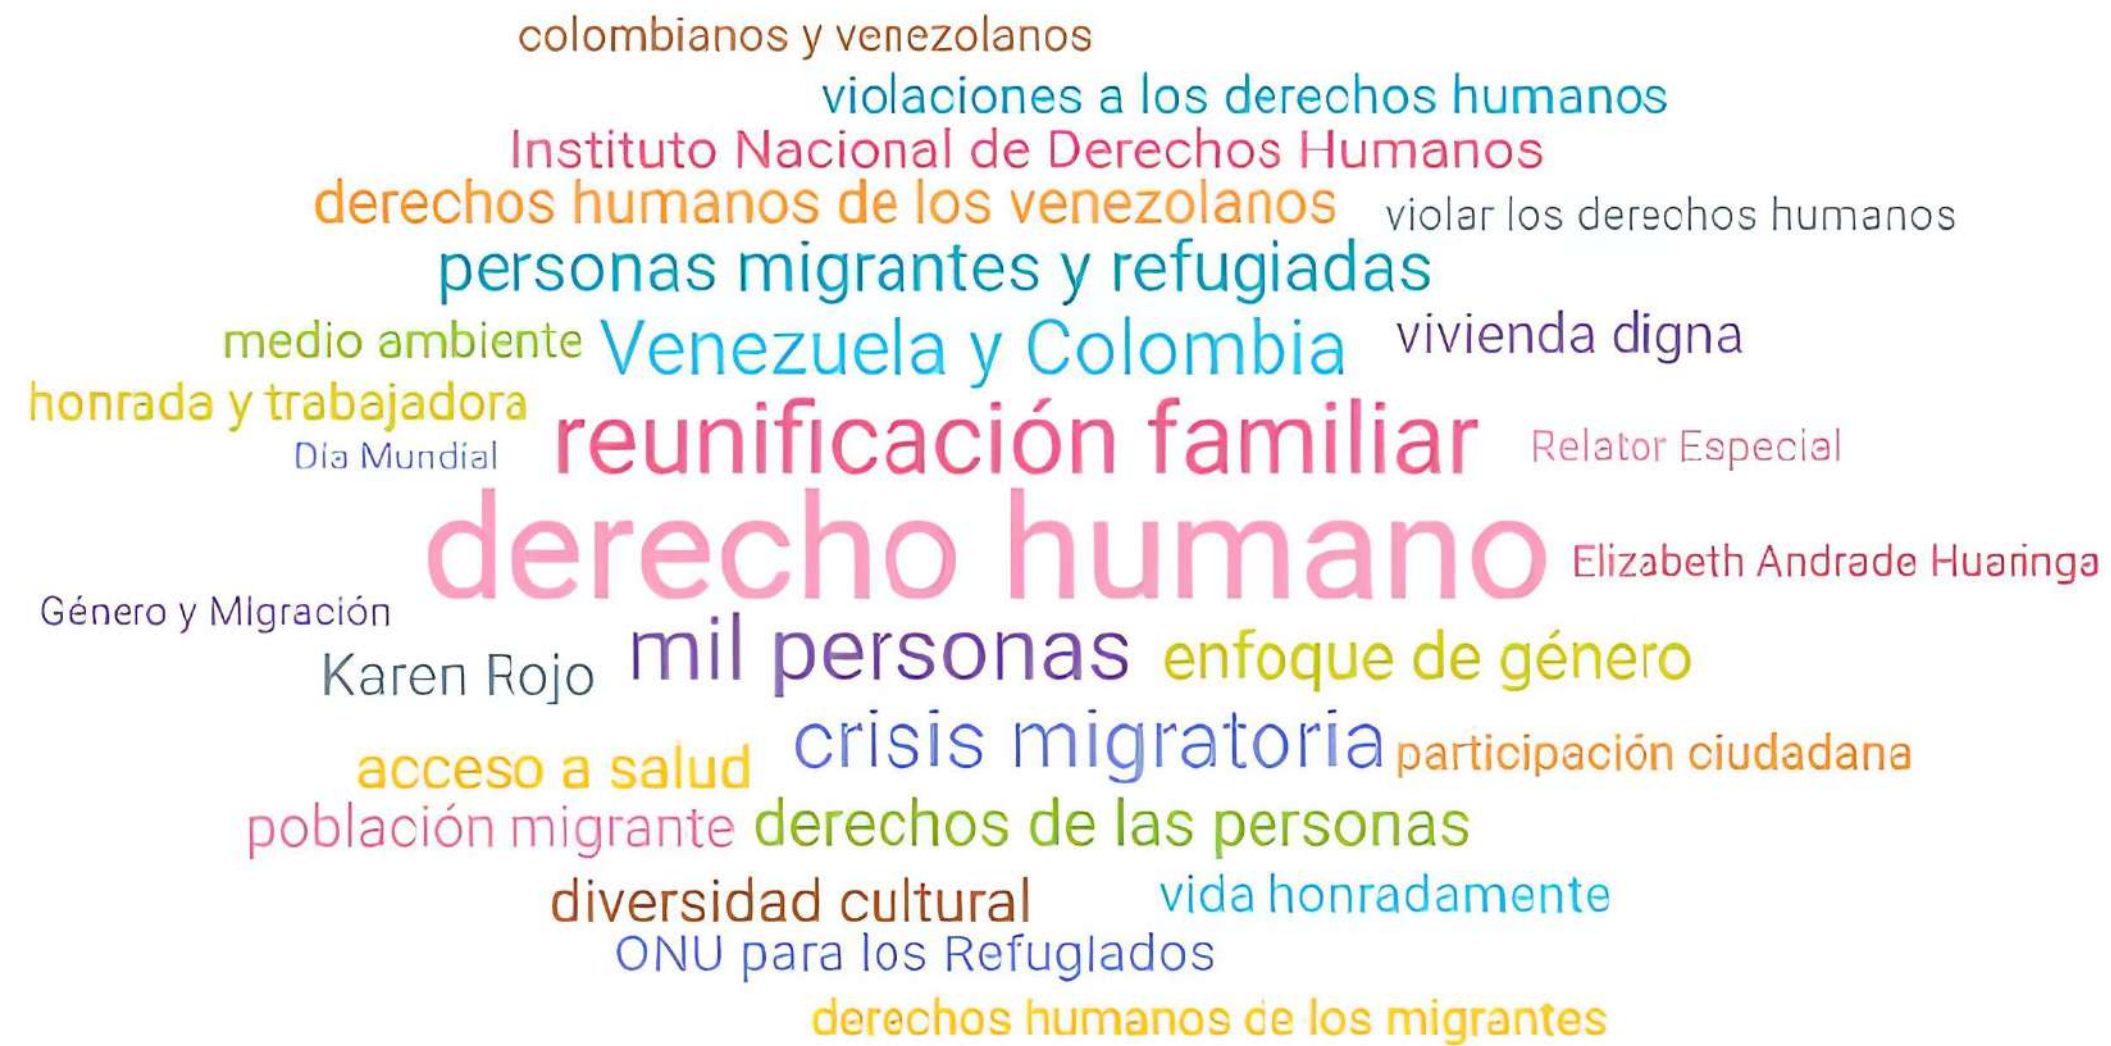 colombianos y venezolanos
violaciones a los derechos humanos
Instituto Nacional de Derechos Humanos
derechos humanos de los venezolanos
violar los derechos humanos
personas migrantes y refugiadas
medio ambiente
Venezuela y Colombia
vivienda digna
honrada y trabajadora
reunificación familiar
Día Mundial
Relator Especial
derecho humano
Elizabeth Andrade Huaringa
Género y Migración
Karen Rojo
mil personas
enfoque de género
acceso a salud
crisis migratoria
participación ciudadana
población migrante
derechos de las personas
diversidad cultural
vida honradamente
ONU para los Refugiados
derechos humanos de los migrantes